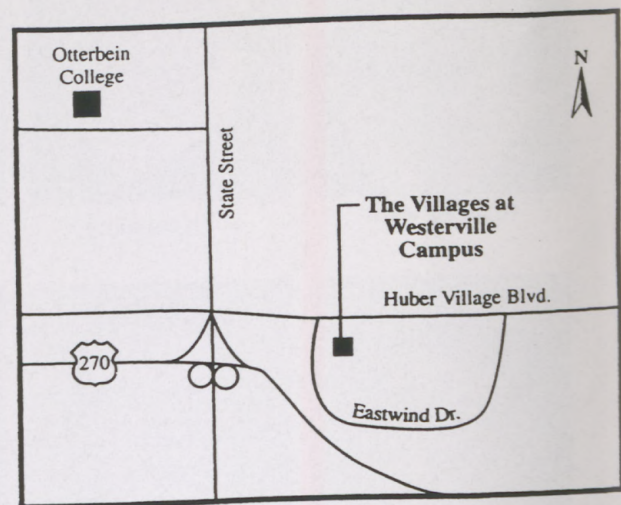 Otterbein
College
N
State Street
The Villages at
Westerville
Campus
Huber Village Blvd.
270
Eastwind Dr.